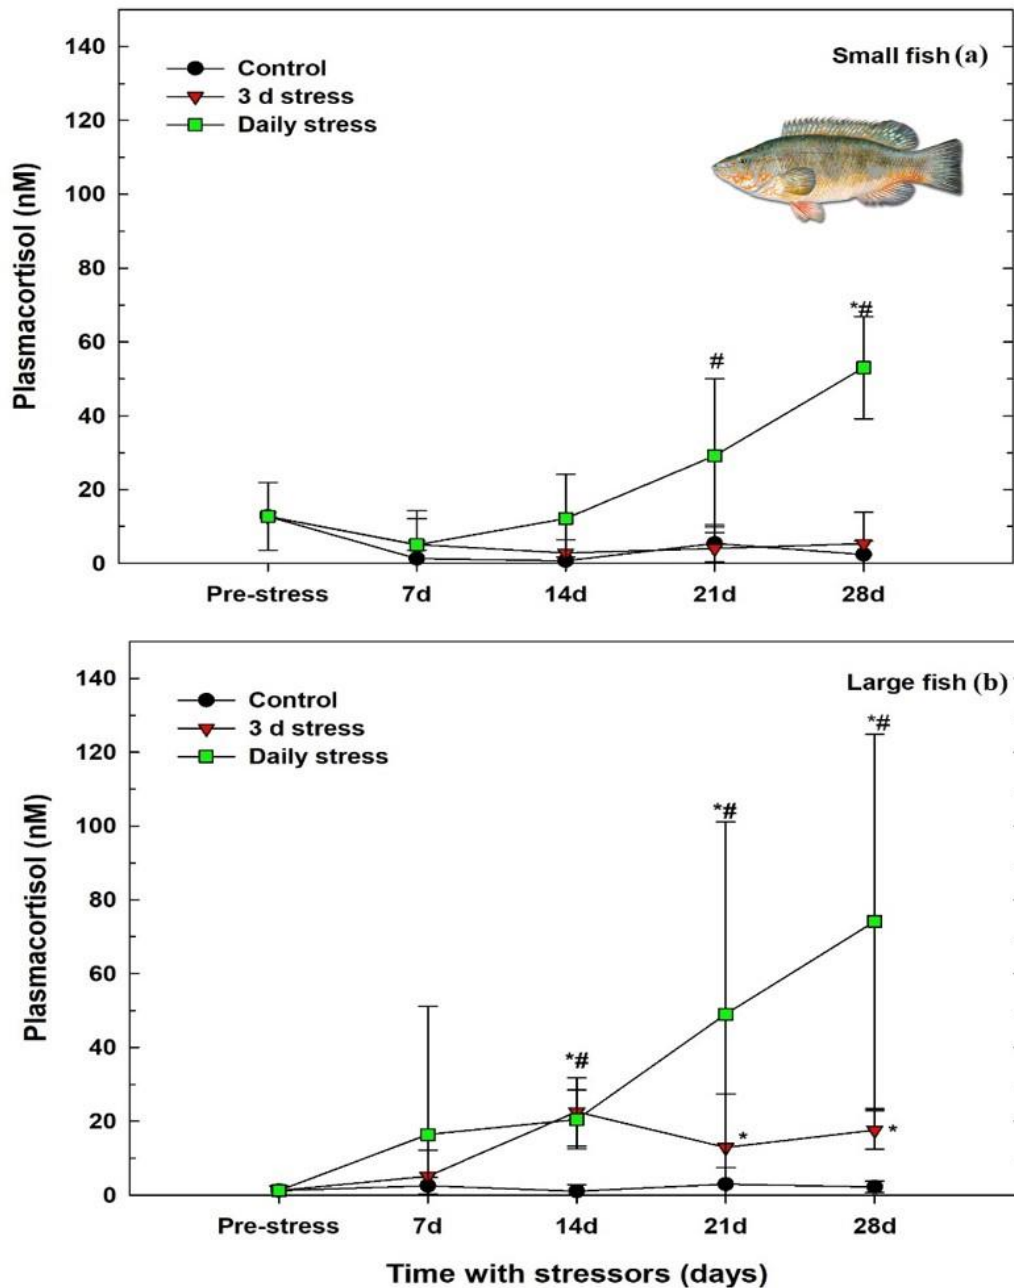 Small fish (a)
Control
3 d stress
Daily stress
Plasmacortisol (nM)
140
120
100
80
60
40
20
0
#
*#
Pre-stress 7d 14d 21d 28d
Large fish (b)
Control
3 d stress
Daily stress
Plasmacortisol (nM)
140
120
100
80
60
40
20
0
*#
*#
*#
*
*
Pre-stress 7d 14d 21d 28d
Time with stressors (days)